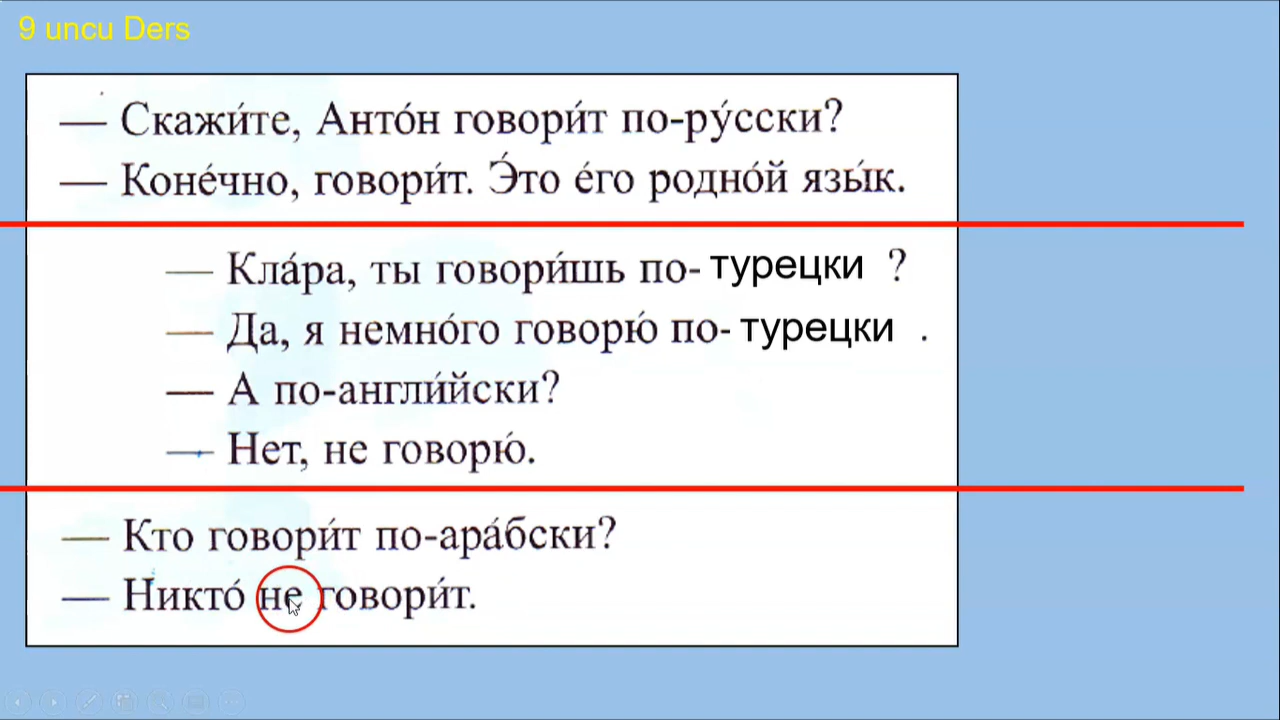 9 uncu Ders
— Скажи́те, Анто́н говори́т по-ру́сски?
— Коне́чно, говори́т. Э́то е́го родно́й язы́к.
— Кла́ра, ты говори́шь по- турецки ?
— Да, я немно́го говорю́ по- турецки .
— А по-англи́йски?
— Нет, не говорю́.
— Кто говори́т по-ара́бски?
— Никто́ не говори́т.